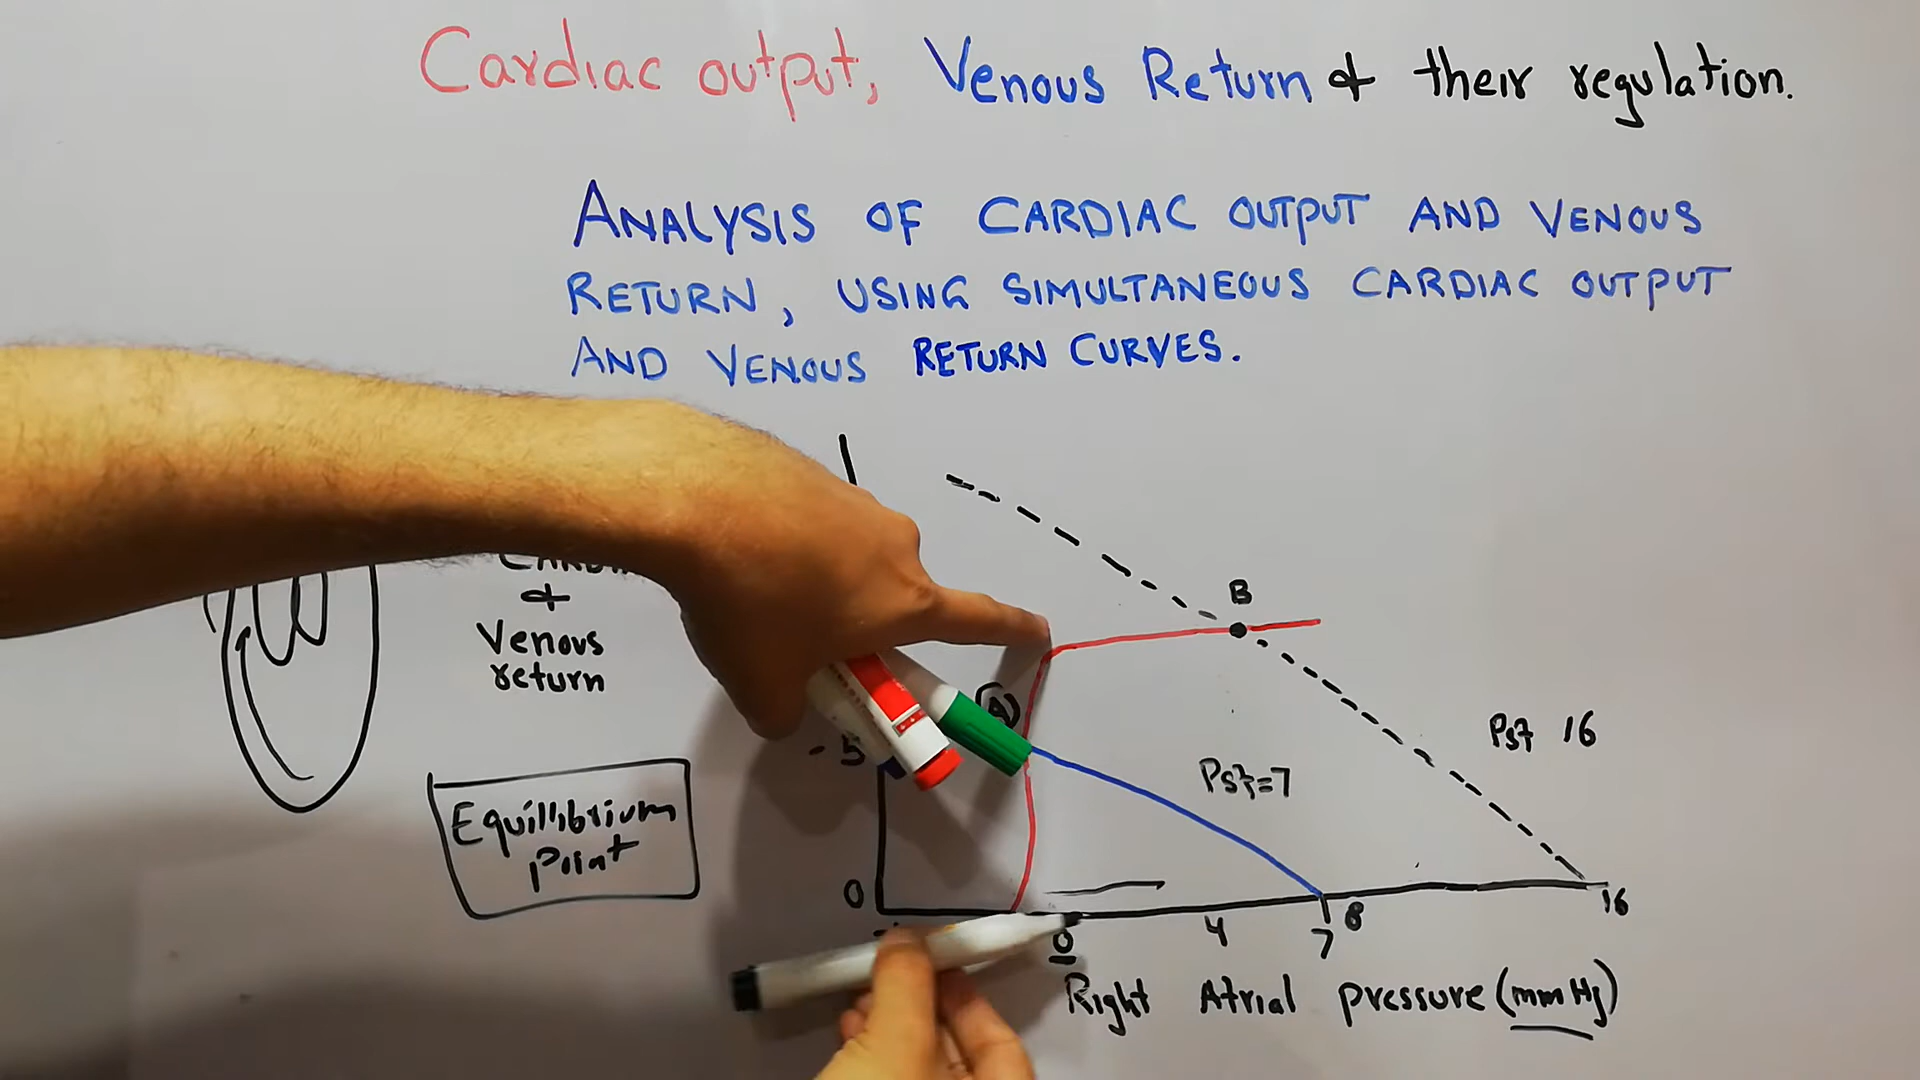 Cardiac output, Venous Return & their regulation.
ANALYSIS OF CARDIAC OUTPUT AND VENOUS
RETURN, USING SIMULTANEOUS CARDIAC OUTPUT
AND VENOUS RETURN CURVES.
&
Venous
return
B
(A)
- 5
Psf 16
Psf=7
Equillibrium
Point
0
0
4
7
8
16
Right Atrial pressure (mmHg)